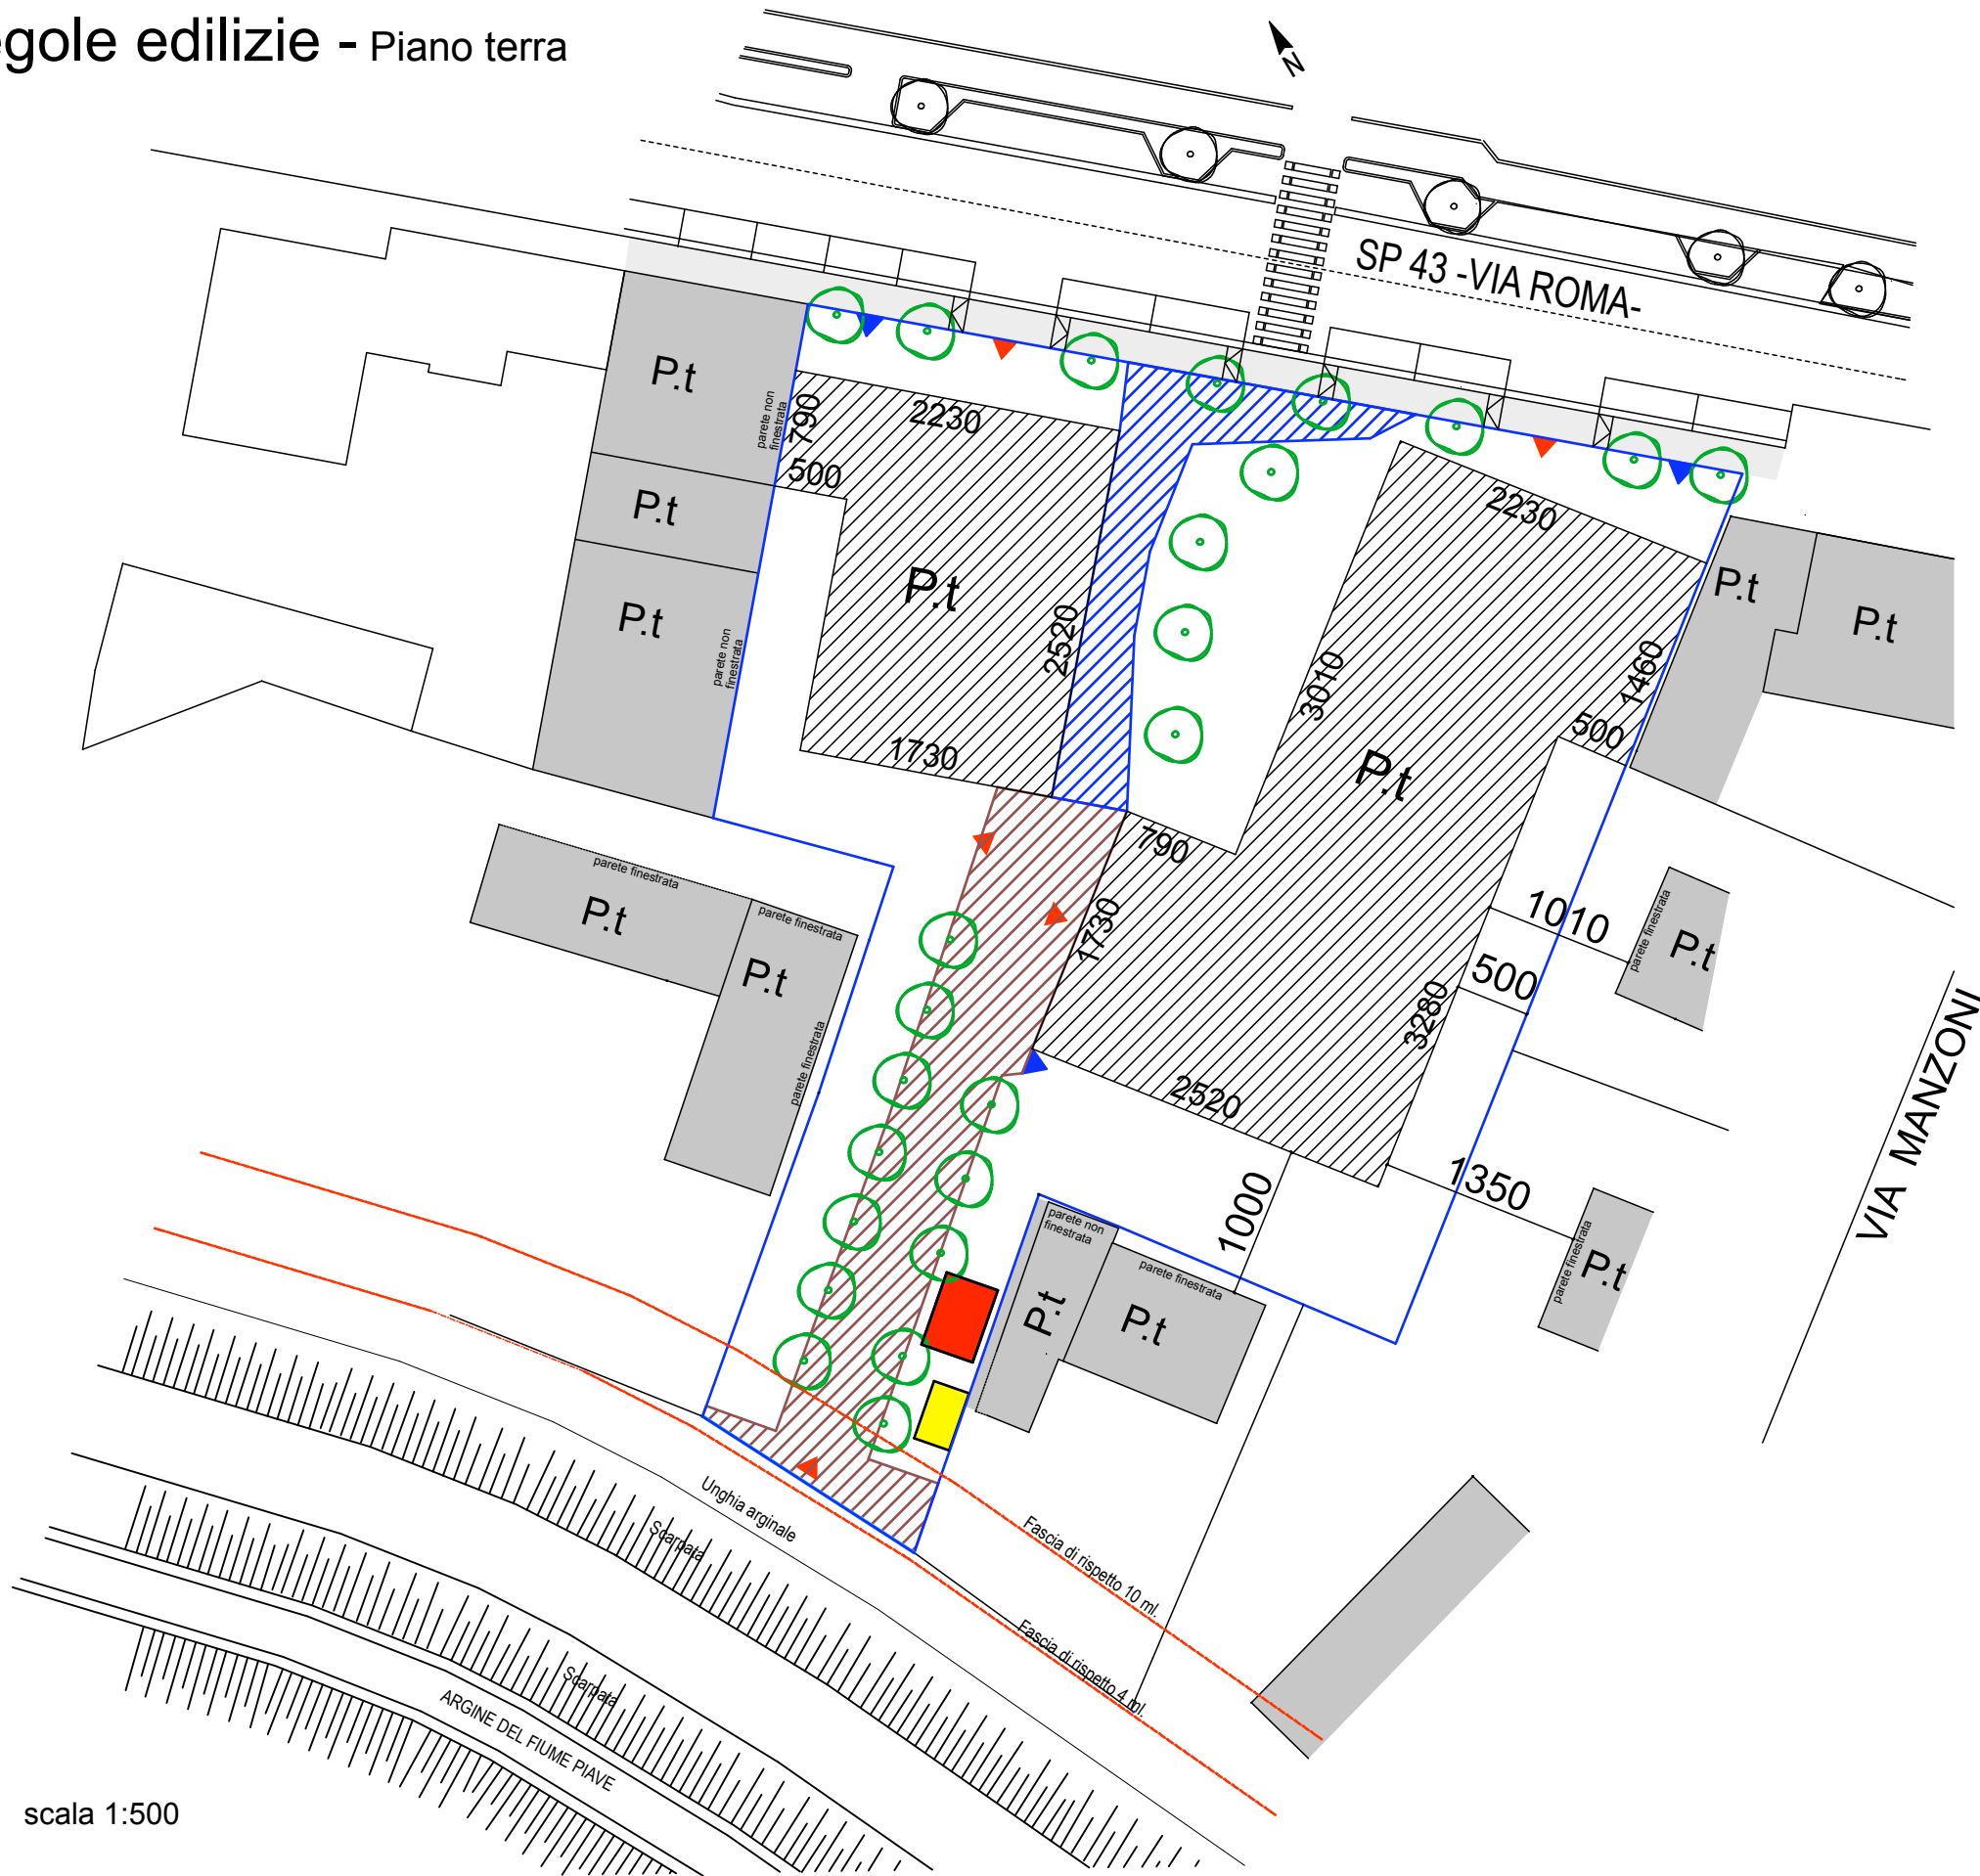 egole edilizie - Piano terra
N
SP 43 -VIA ROMA-
P.t
parete non
finestrata
790
2230
500
P.t
P.t
parete non
finestrata
P.t
2520
1730
2230
1460
3010
500
P.t
P.t
P.t
790
1730
3280
2520
1010
500
1350
1000
parete finestrata
P.t
parete finestrata
P.t
parete finestrata
parete finestrata
P.t
parete finestrata
P.t
VIA MANZONI
parete non
finestrata
P.t
parete finestrata
P.t
Unghia arginale
Scarpata
Fascia di rispetto 10 ml.
Fascia di rispetto 4 ml.
Scarpata
ARGINE DEL FIUME PIAVE
scala 1:500